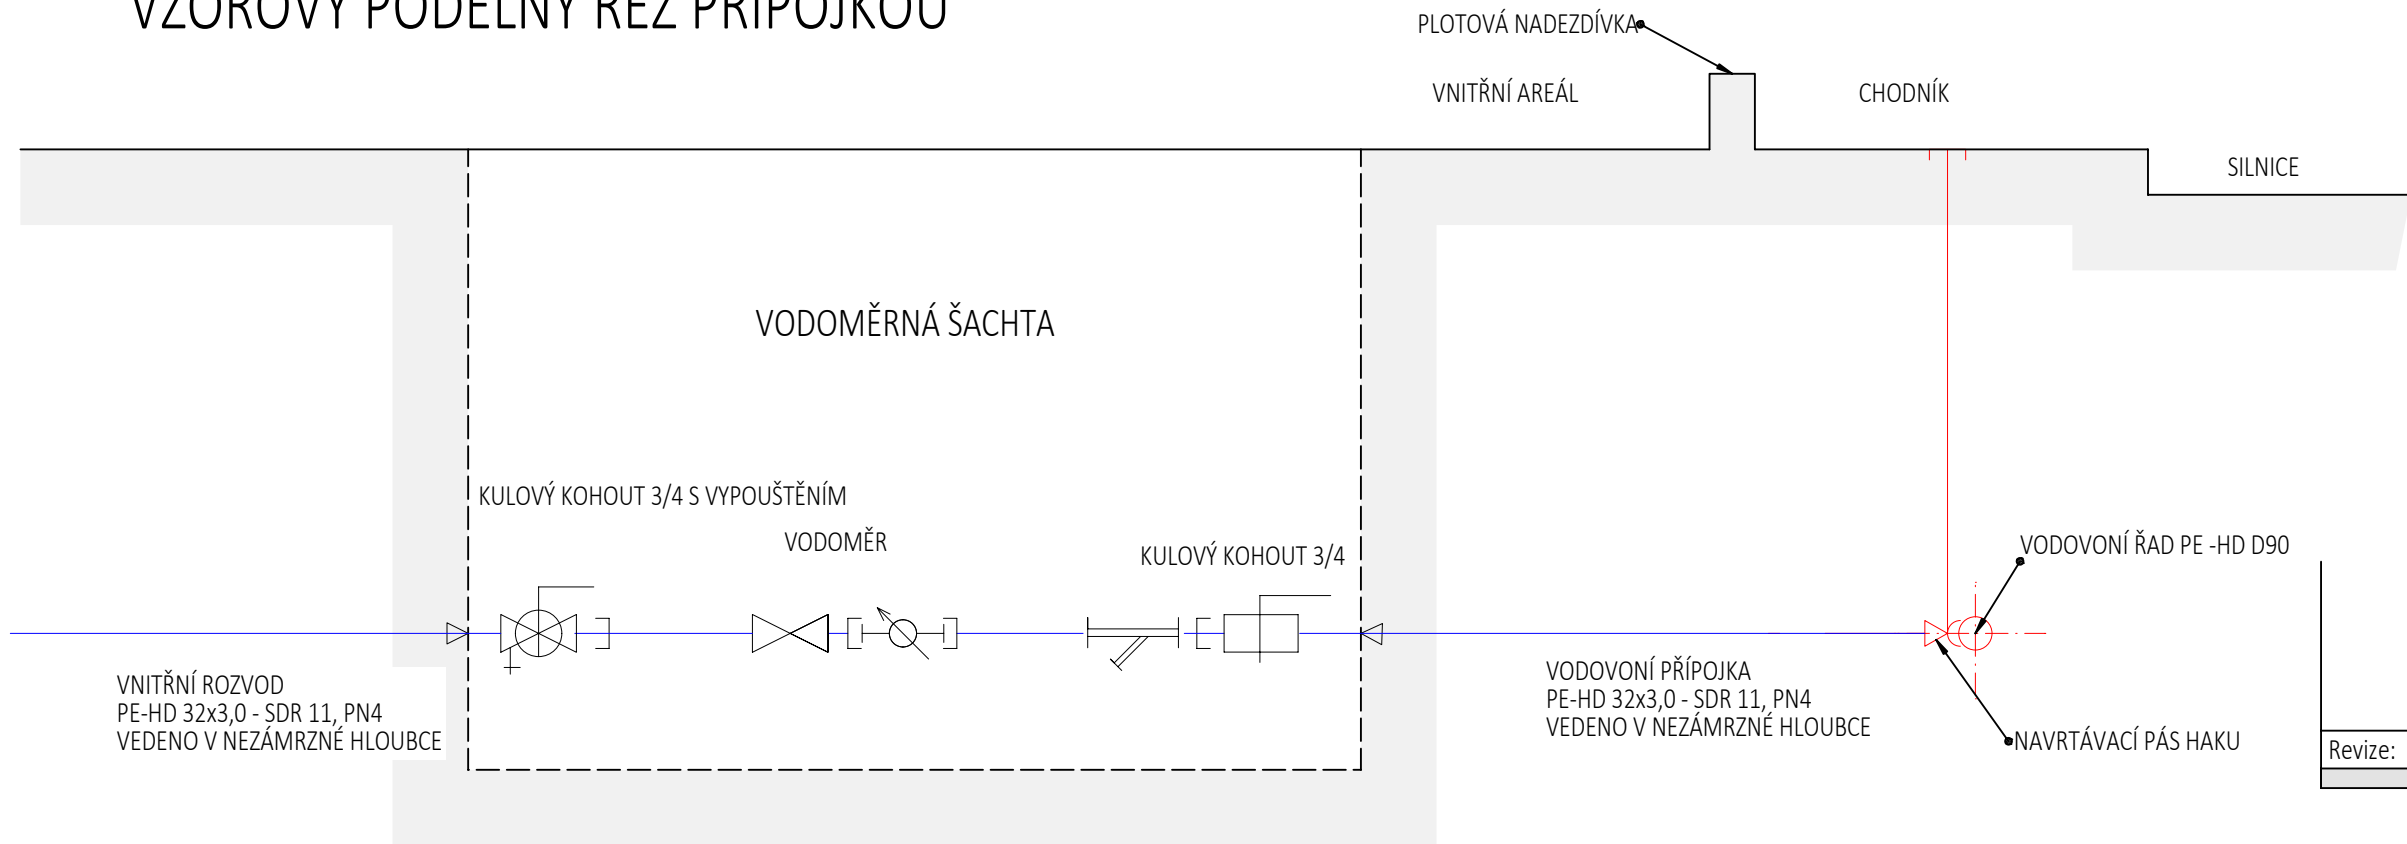 VZOROVÝ PODÉLNÝ ŘEZ PŘÍPOJKOU
PLOTOVÁ NADEZDÍVKA
VNITŘNÍ AREÁL
CHODNÍK
SILNICE
VODOMĚRNÁ ŠACHTA
KULOVÝ KOHOUT 3/4 S VYPOUŠTĚNÍM
VODOMĚR
KULOVÝ KOHOUT 3/4
VODOVONÍ ŘAD PE -HD D90
VNITŘNÍ ROZVOD
PE-HD 32x3,0 - SDR 11, PN4
VEDENO V NEZÁMRZNÉ HLOUBCE
VODOVONÍ PŘÍPOJKA
PE-HD 32x3,0 - SDR 11, PN4
VEDENO V NEZÁMRZNÉ HLOUBCE
NAVRTÁVACÍ PÁS HAKU
Revize: